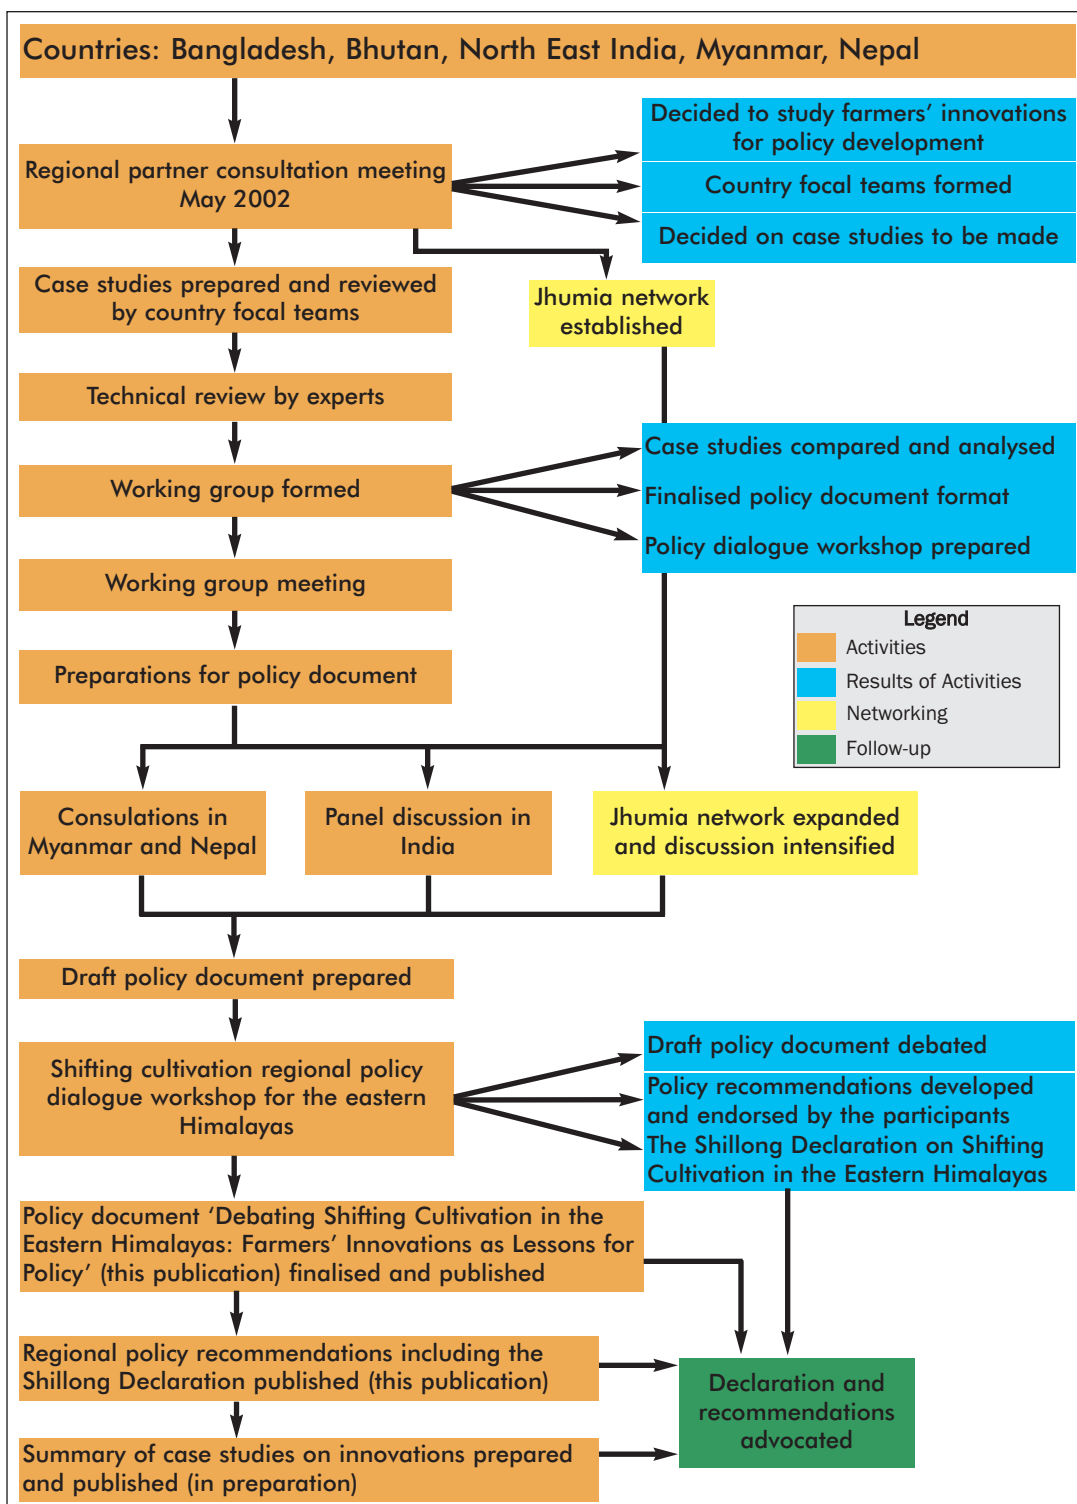 Countries: Bangladesh, Bhutan, North East India, Myanmar, Nepal
Regional partner consultation meeting
May 2002
Decided to study farmers’ innovations
for policy development
Country focal teams formed
Decided on case studies to be made
Case studies prepared and reviewed
by country focal teams
Jhumia network
established
Technical review by experts
Working group formed
Case studies compared and analysed
Finalised policy document format
Policy dialogue workshop prepared
Working group meeting
Preparations for policy document
Legend
Activities
Results of Activities
Networking
Follow-up
Consulations in
Myanmar and Nepal
Panel discussion in
India
Jhumia network expanded
and discussion intensified
Draft policy document prepared
Shifting cultivation regional policy
dialogue workshop for the eastern
Himalayas
Draft policy document debated
Policy recommendations developed
and endorsed by the participants
The Shillong Declaration on Shifting
Cultivation in the Eastern Himalayas
Policy document ‘Debating Shifting Cultivation in the
Eastern Himalayas: Farmers’ Innovations as Lessons for
Policy’ (this publication) finalised and published
Regional policy recommendations including the
Shillong Declaration published (this publication)
Declaration and
recommendations
advocated
Summary of case studies on innovations prepared
and published (in preparation)